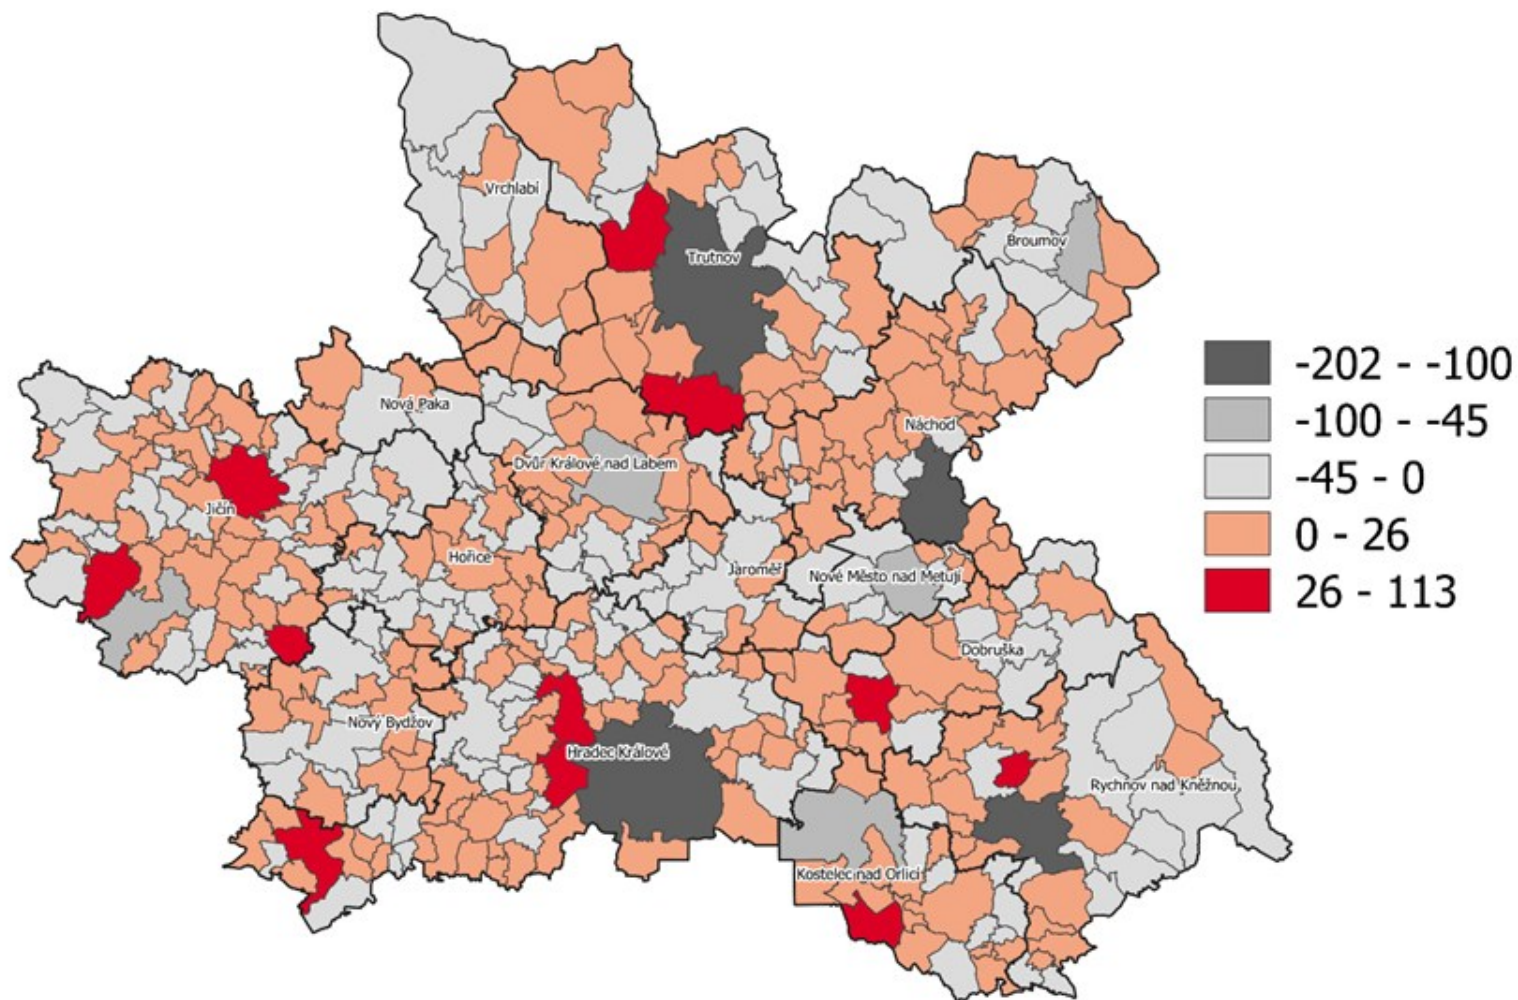 Vrchlabí
Broumov
Trutnov
-202 - -100
-100 - -45
Nová Paka
Náchod
-45 - 0
Dvůr Králové nad Labem
Jičín
0 - 26
Hořice
Jaroměř
Nové Město nad Metují
26 - 113
Dobruška
Nový Bydžov
Hradec Králové
Rychnov nad Kněžnou
Kostelec nad Orlicí